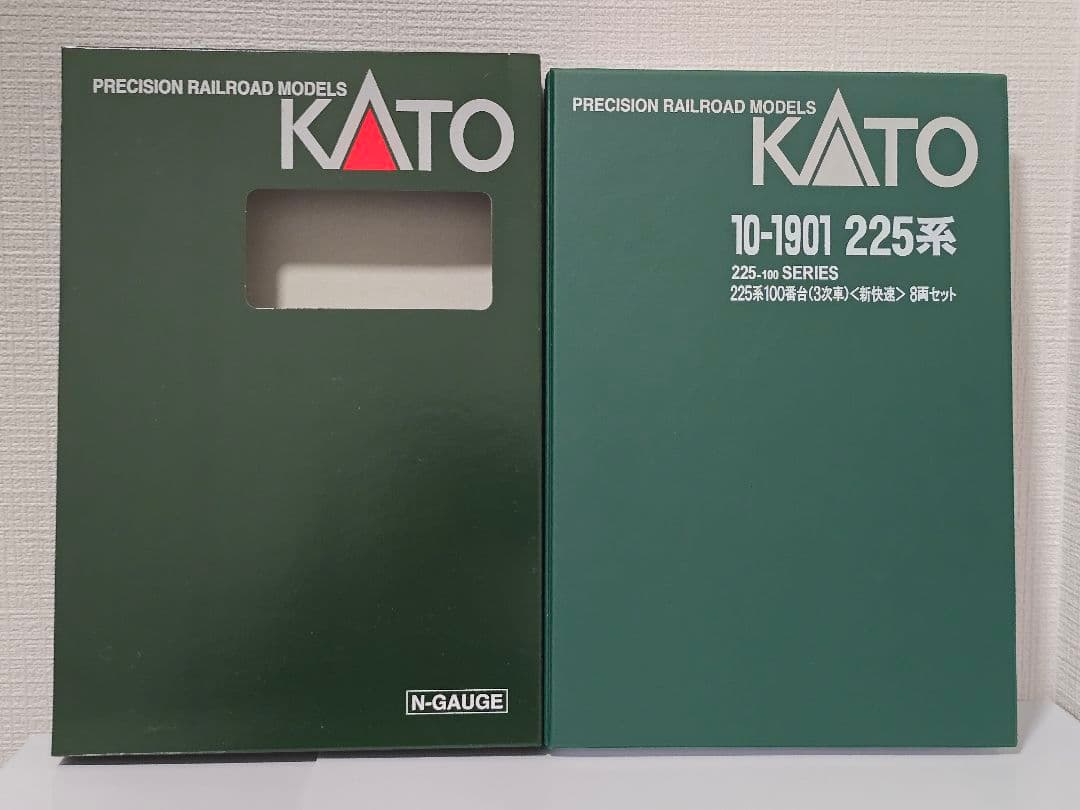 PRECISION RAILROAD MODELS
KATO
N-GAUGE
PRECISION RAILROAD MODELS
KATO
10-1901 225系
225-100 SERIES
225系100番台(3次車)<新快速> 8両セット